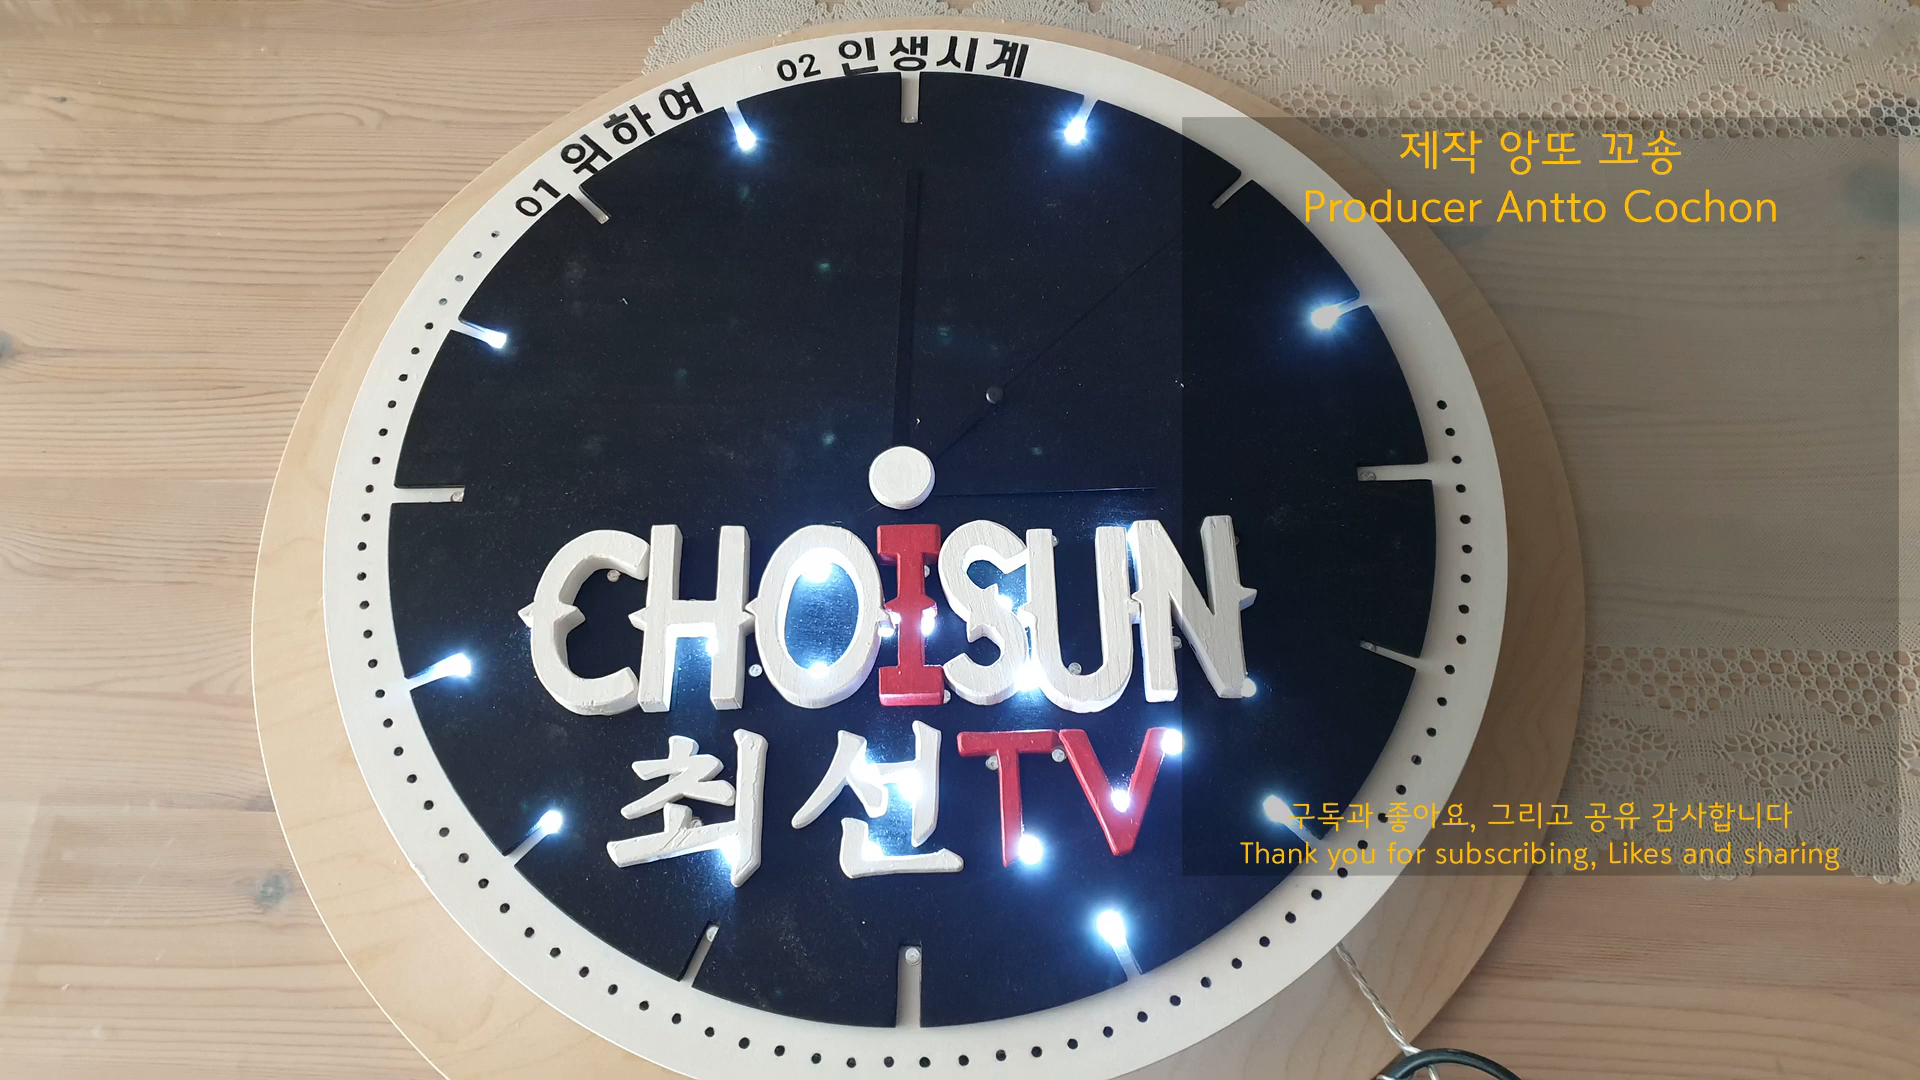 01 원하여
02 인생시계
제작 앙또 꼬숑
Producer Antto Cochon
CHOISUN
최선TV
구독과 좋아요, 그리고 공유 감사합니다
Thank you for subscribing, Likes and sharing